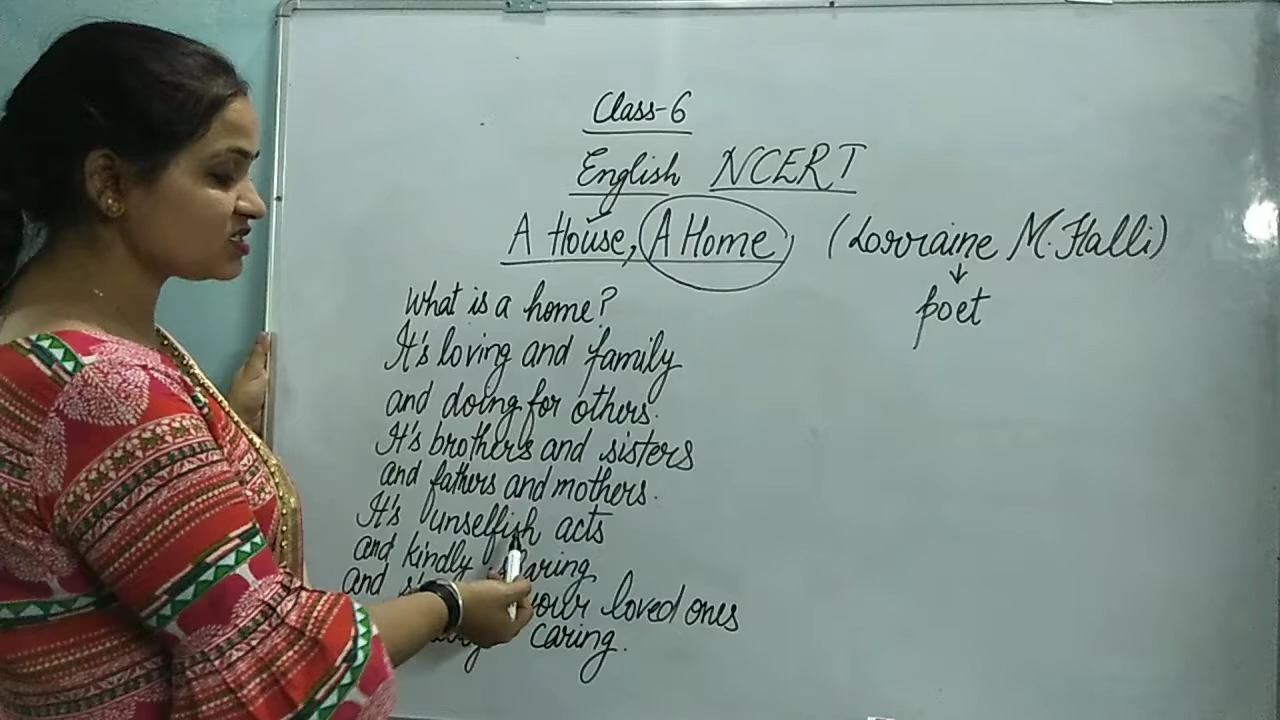 Class-6
English NCERT
A House, A Home, (Lorraine M. Halli)
poet
What is a home?
It's loving and family
and doing for others.
It's brothers and sisters
and fathers and mothers.
It's unselfish acts
and kindly sharing
and your loved ones
caring.